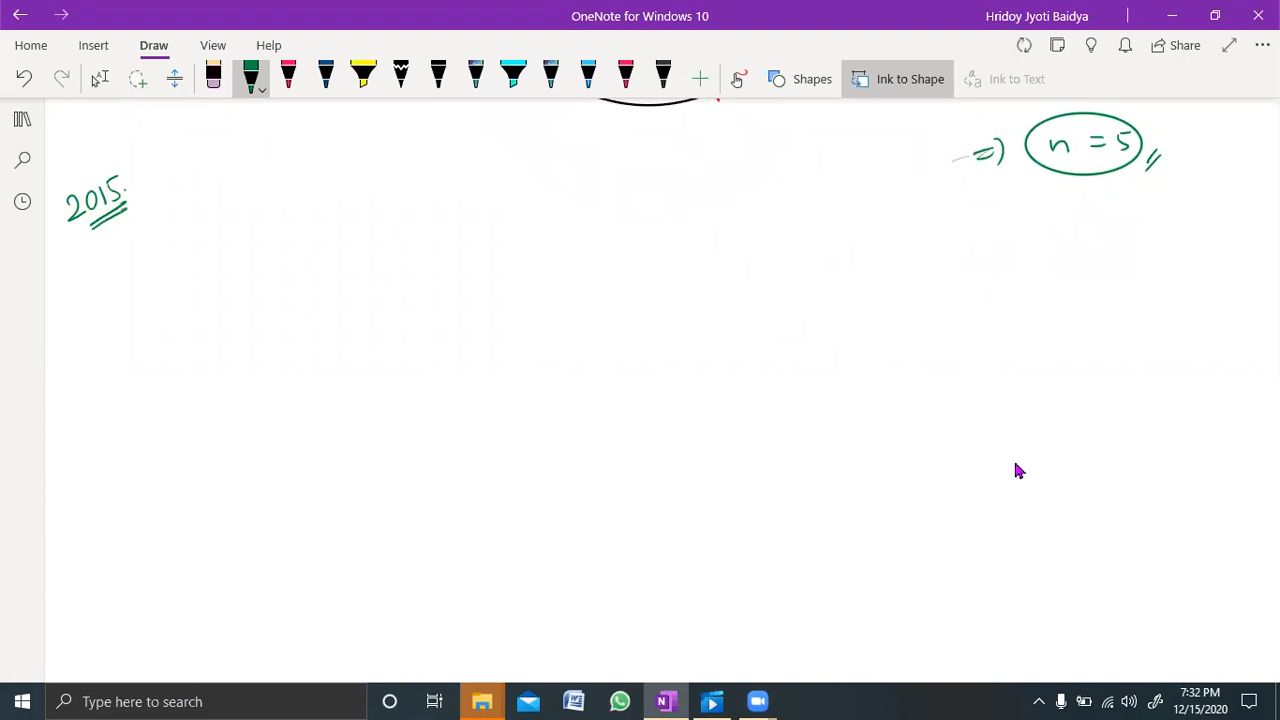 OneNote for Windows 10
Hridoy Jyoti Baidya
Home Insert Draw View Help
Share
Shapes
Ink to Shape
Ink to Text
=> n = 5
2015.
Type here to search
7:32 PM
12/15/2020